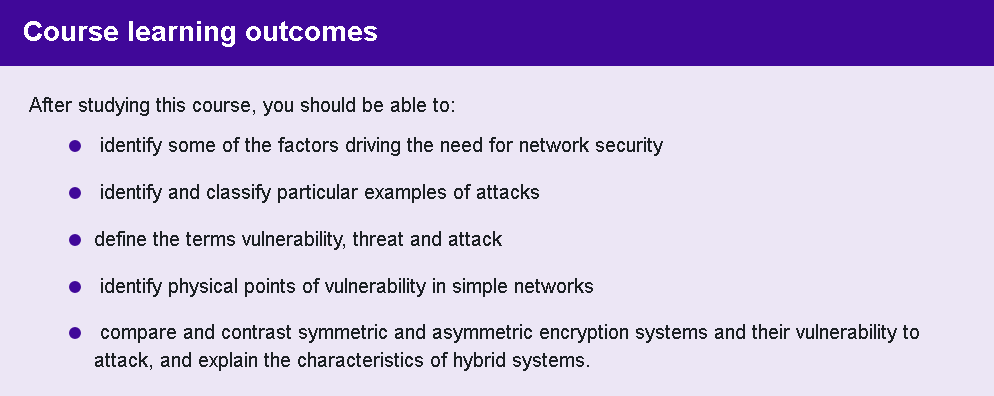 Course learning outcomes
After studying this course, you should be able to:
identify some of the factors driving the need for network security
identify and classify particular examples of attacks
define the terms vulnerability, threat and attack
identify physical points of vulnerability in simple networks
compare and contrast symmetric and asymmetric encryption systems and their vulnerability to
attack, and explain the characteristics of hybrid systems.